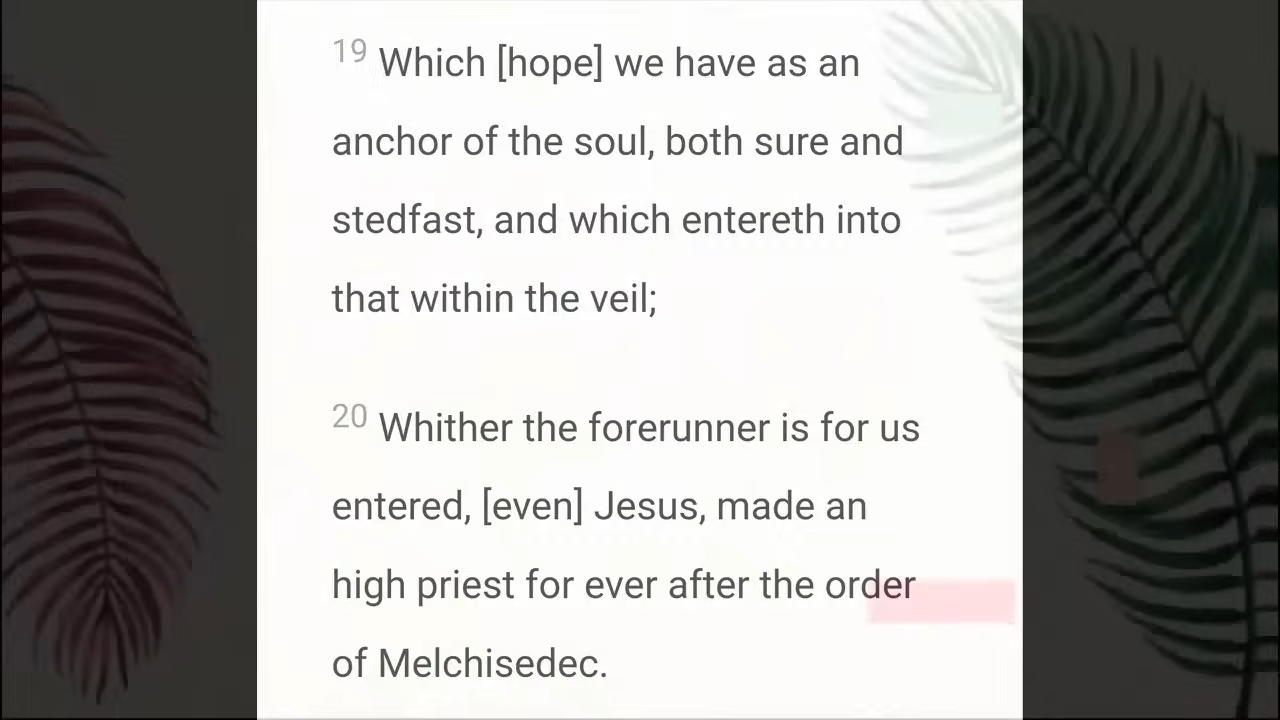 19 Which [hope] we have as an
anchor of the soul, both sure and
stedfast, and which entereth into
that within the veil;
20 Whither the forerunner is for us
entered, [even] Jesus, made an
high priest for ever after the order
of Melchisedec.